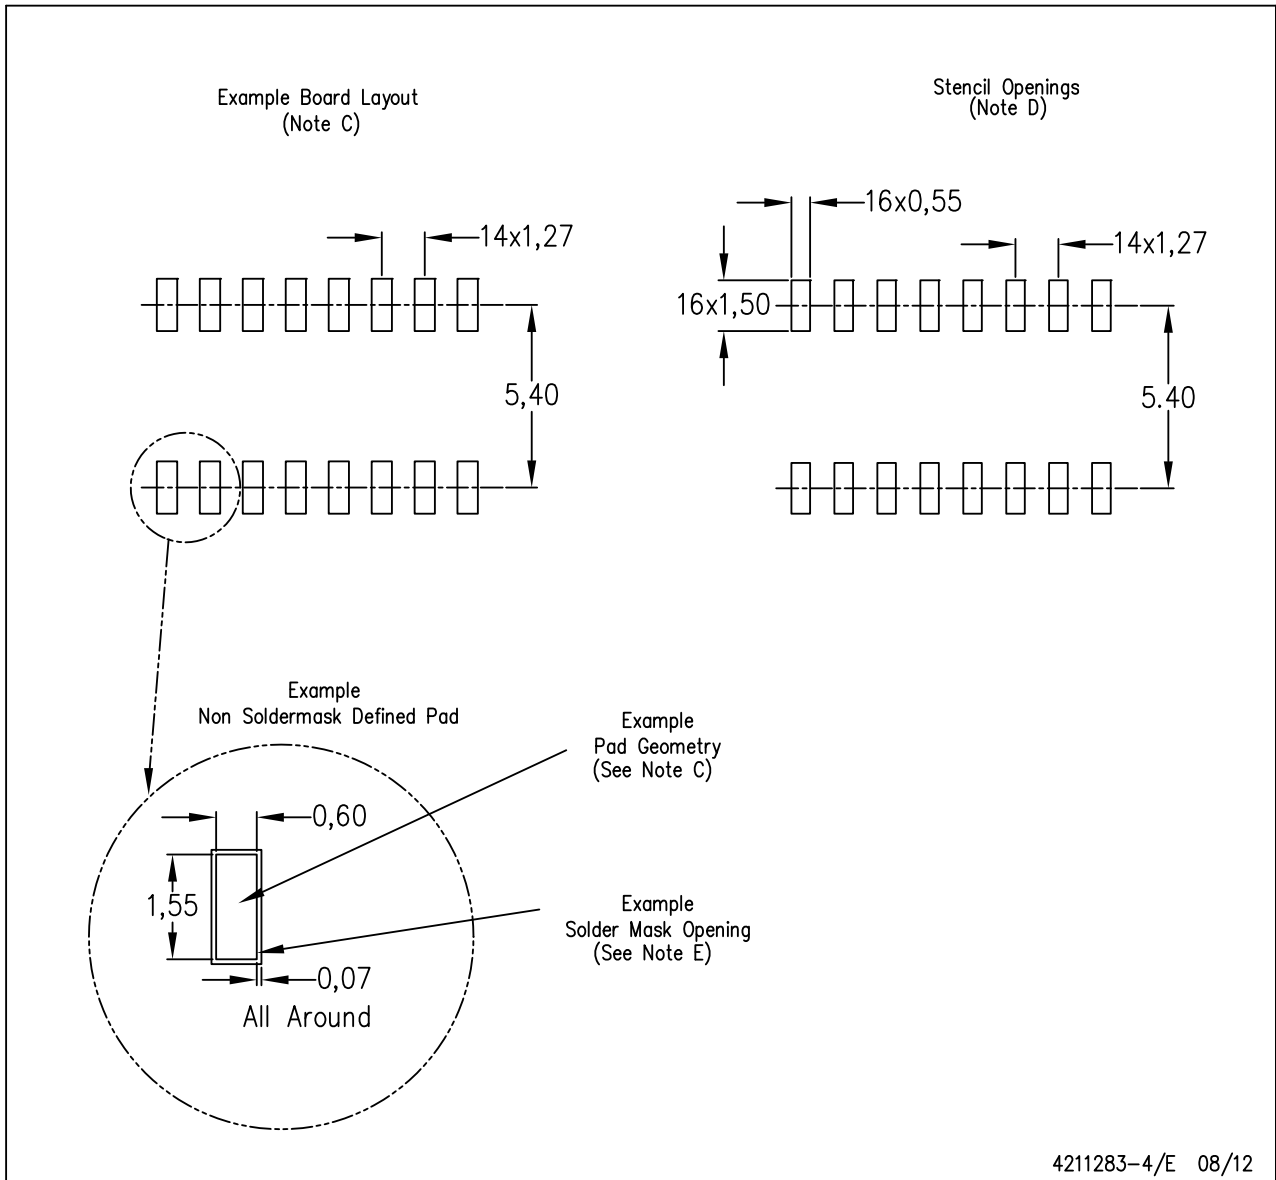 Example Board Layout
(Note C)
Stencil Openings
(Note D)
14x1,27
5,40
16x0,55
14x1,27
16x1,50
5.40
Example
Non Soldermask Defined Pad
Example
Pad Geometry
(See Note C)
0,60
1,55
0,07
All Around
Example
Solder Mask Opening
(See Note E)
4211283-4/E 08/12